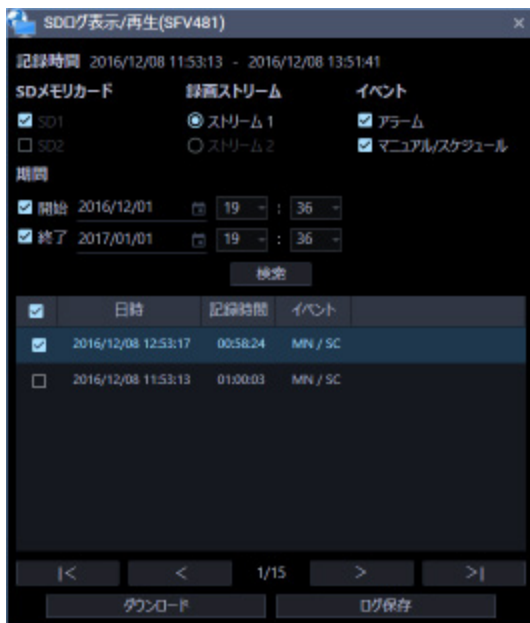 SDログ表示/再生(SFV481) ×
記録時間 2016/12/08 11:53:13 - 2016/12/08 13:51:41
SDメモリカード 録画ストリーム イベント
SD1 ストリーム 1 アラーム
SD2 ストリーム 2 マニュアル/スケジュール
期間
開始 2016/12/01 19 : 36
終了 2017/01/01 19 : 36
検索
日時 記録時間 イベント
2016/12/08 12:53:17 00:58:24 MN / SC
2016/12/08 11:53:13 01:00:03 MN / SC
|< < 1/15 > >|
ダウンロード ログ保存